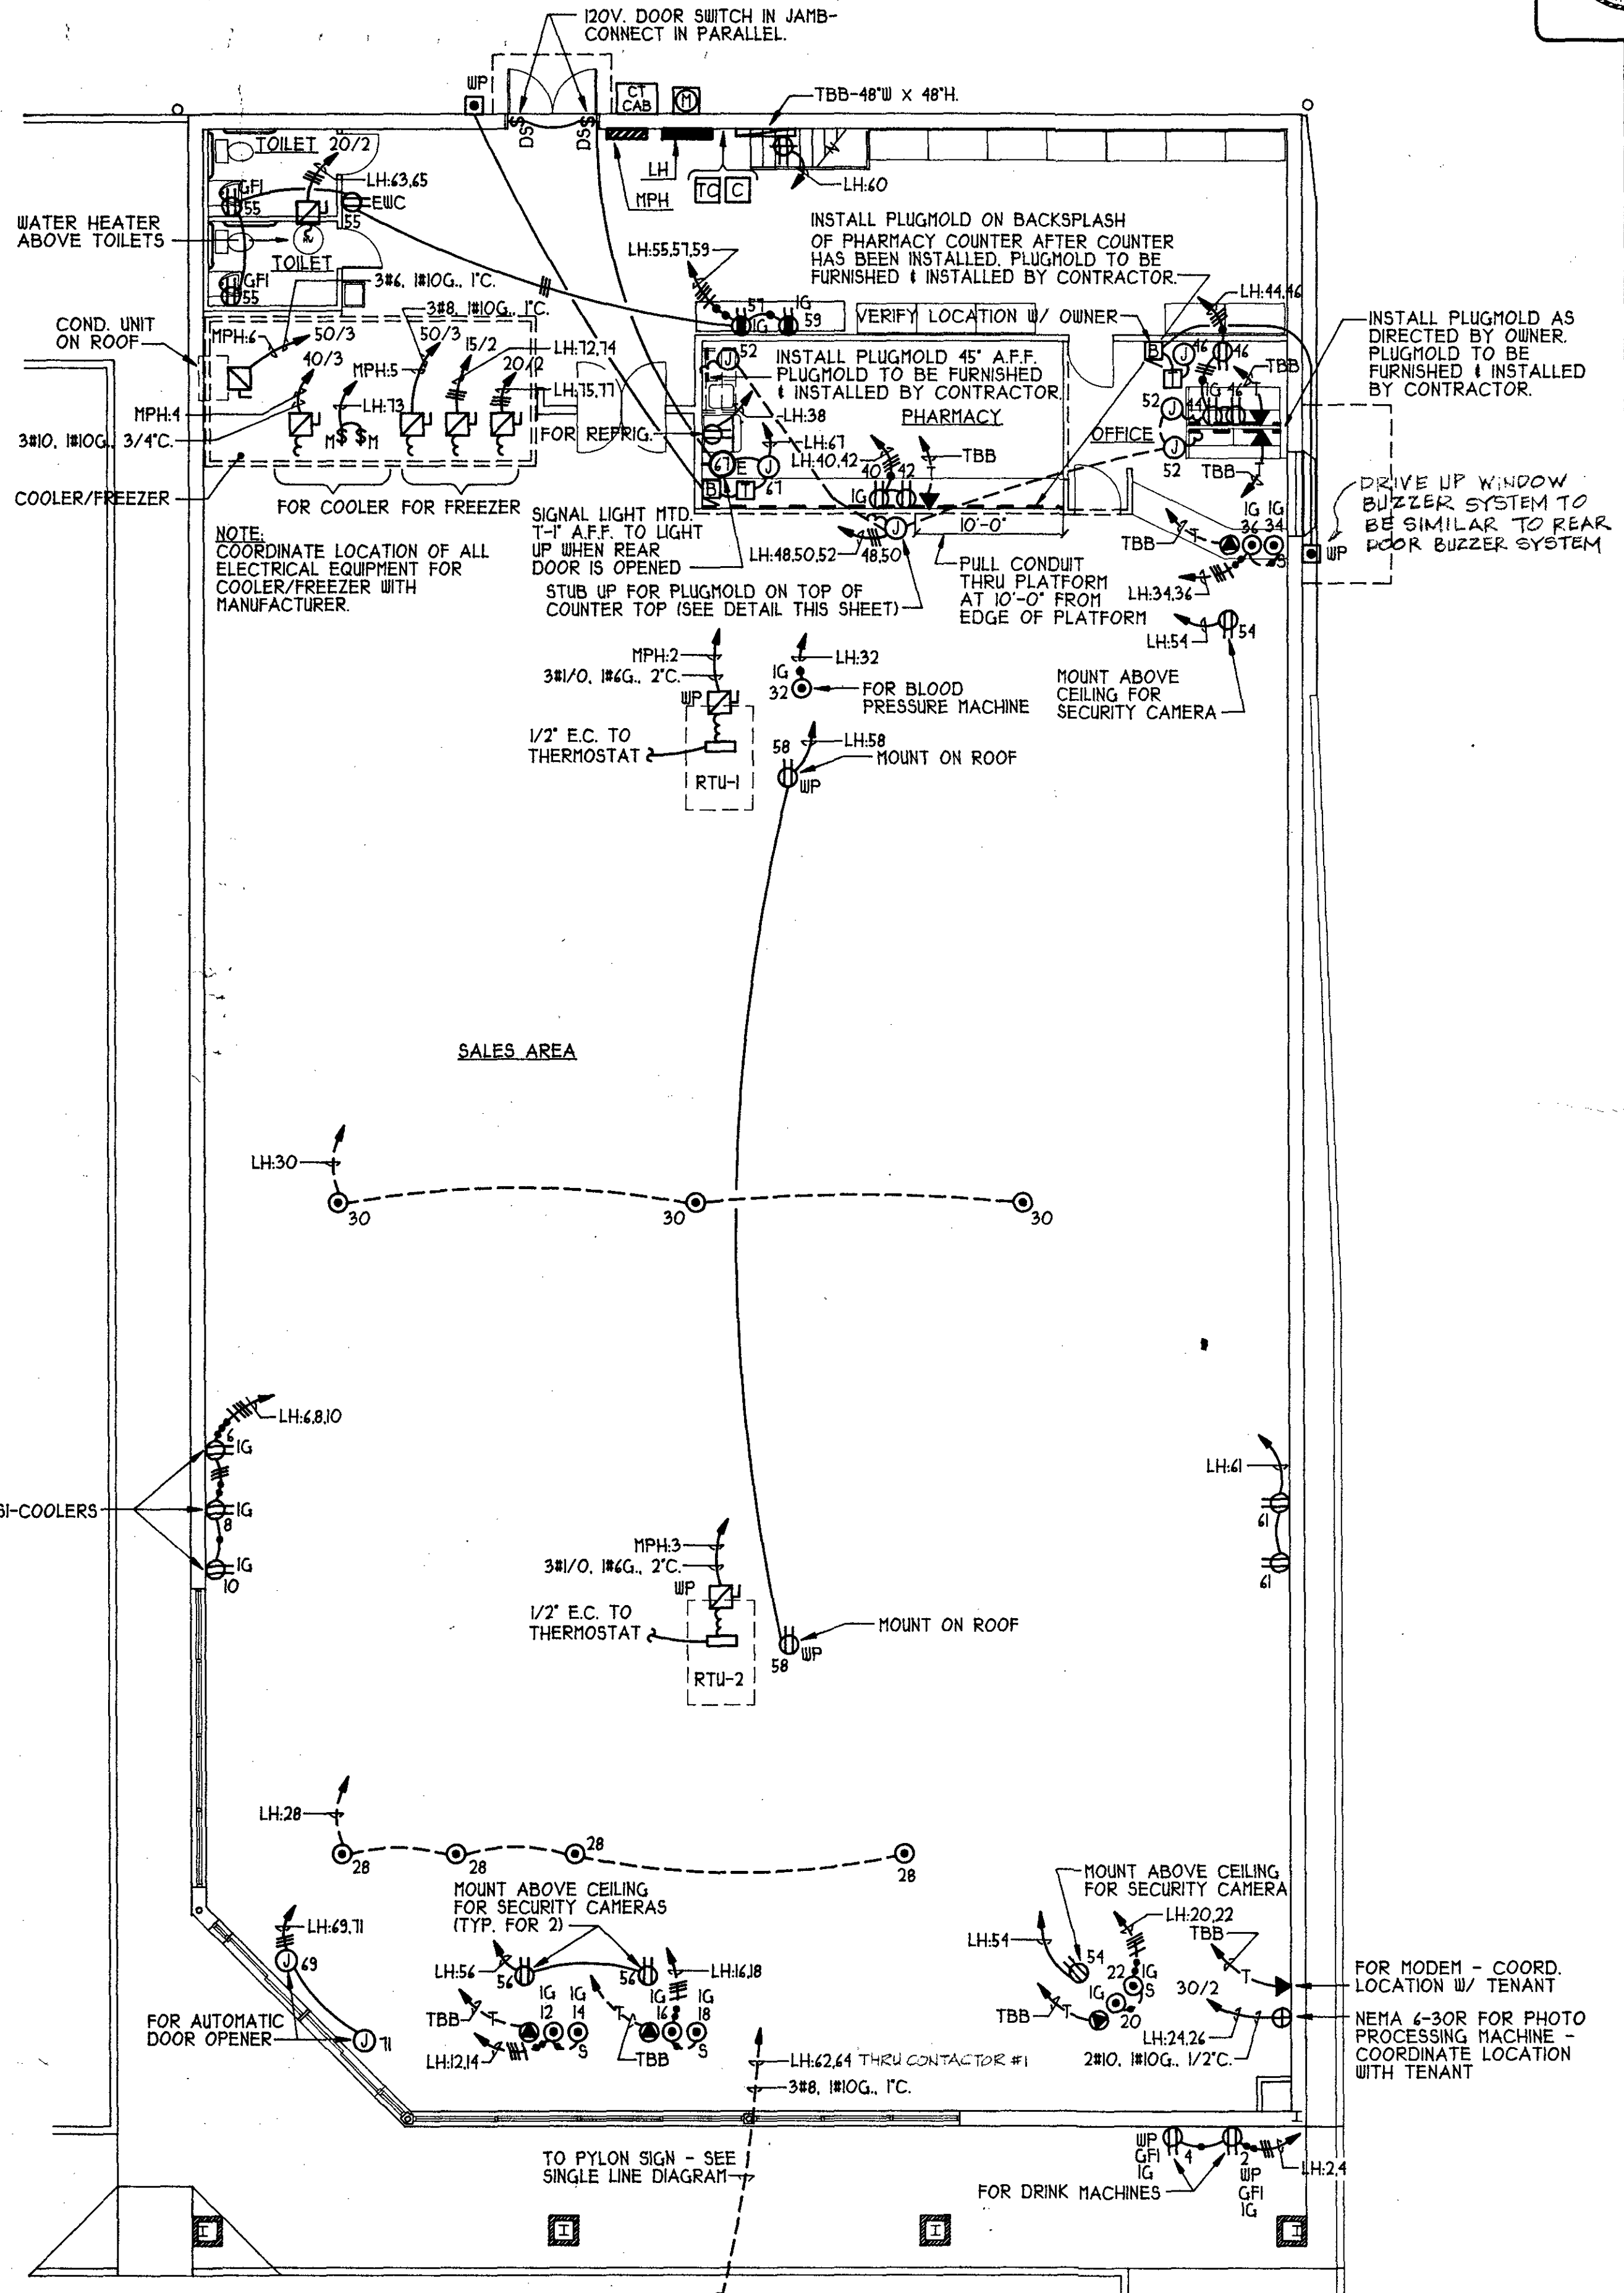 120V. DOOR SWITCH IN JAMB-
CONNECT IN PARALLEL.
WP
CT
CAB
M
TBB-48"W X 48"H.
DS
DS
TOILET
20/2
LH:63,65
GFI
55
EWC
55
LH
MPH
TC
C
LH:60
WATER HEATER
ABOVE TOILETS
TOILET
GFI
55
INSTALL PLUGMOLD ON BACKSPLASH
OF PHARMACY COUNTER AFTER COUNTER
HAS BEEN INSTALLED. PLUGMOLD TO BE
FURNISHED & INSTALLED BY CONTRACTOR.
LH:55,57,59
3#6, 1#10G., 1"C.
3#8, 1#10G., 1"C.
57
IG
IG
59
VERIFY LOCATION W/ OWNER
LH:44,46
COND. UNIT
ON ROOF
MPH:6
50/3
40/3
50/3
15/2
LH:72,74
20/2
LH:75,77
MPH:5
LH:73
MPH:4
3#10, 1#10G., 3/4"C.
M$ $M
FOR REFRIG.
52
INSTALL PLUGMOLD 45" A.F.F.
PLUGMOLD TO BE FURNISHED
& INSTALLED BY CONTRACTOR.
PHARMACY
LH:38
LH:67
LH:40,42
40
42
TBB
67
E
J
67
B
T
IG
B
J
46
46
TBB
T
52
J
44
IG
46
OFFICE
J
52
TBB
INSTALL PLUGMOLD AS
DIRECTED BY OWNER.
PLUGMOLD TO BE
FURNISHED & INSTALLED
BY CONTRACTOR.
COOLER/FREEZER
FOR COOLER
FOR FREEZER
NOTE:
COORDINATE LOCATION OF ALL
ELECTRICAL EQUIPMENT FOR
COOLER/FREEZER WITH
MANUFACTURER.
SIGNAL LIGHT MTD.
7'-1" A.F.F. TO LIGHT
UP WHEN REAR
DOOR IS OPENED
LH:48,50,52
48,50
J
10'-0"
STUB UP FOR PLUGMOLD ON TOP OF
COUNTER TOP (SEE DETAIL THIS SHEET)
PULL CONDUIT
THRU PLATFORM
AT 10'-0" FROM
EDGE OF PLATFORM
TBB
IG
IG
36
34
S
WP
LH:34,36
DRIVE UP WINDOW
BUZZER SYSTEM TO
BE SIMILAR TO REAR
DOOR BUZZER SYSTEM
LH:54
54
MOUNT ABOVE
CEILING FOR
SECURITY CAMERA
MPH:2
3#1/0, 1#6G., 2"C.
WP
1/2" E.C. TO
THERMOSTAT
RTU-1
LH:32
IG
32
FOR BLOOD
PRESSURE MACHINE
58
LH:58
MOUNT ON ROOF
WP
SALES AREA
LH:30
30
30
30
LH:6,8,10
6
IG
IG
8
IG
10
SI-COOLERS
LH:61
61
61
MPH:3
3#1/0, 1#6G., 2"C.
WP
1/2" E.C. TO
THERMOSTAT
RTU-2
MOUNT ON ROOF
58
WP
LH:28
28
28
28
28
MOUNT ABOVE CEILING
FOR SECURITY CAMERAS
(TYP. FOR 2)
MOUNT ABOVE CEILING
FOR SECURITY CAMERA
LH:69,71
J
69
LH:56
56
56
LH:16,18
IG
12
IG
14
IG
16
IG
18
TBB
T
LH:12,14
S
T
TBB
S
FOR AUTOMATIC
DOOR OPENER
J
71
LH:54
54
LH:20,22
22
IG
S
IG
20
TBB
T
TBB
T
30/2
LH:24,26
2#10, 1#10G., 1/2"C.
FOR MODEM - COORD.
LOCATION W/ TENANT
NEMA 6-30R FOR PHOTO
PROCESSING MACHINE -
COORDINATE LOCATION
WITH TENANT
LH:62,64 THRU CONTACTOR #1
3#8, 1#10G., 1"C.
TO PYLON SIGN - SEE
SINGLE LINE DIAGRAM
WP
GFI
IG
4
2
WP
GFI
IG
LH:2,4
FOR DRINK MACHINES
I
I
I
I